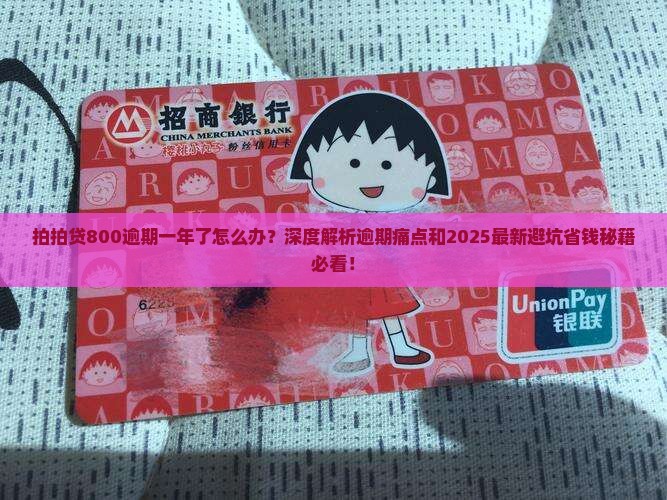 招商银行
CHINA MERCHANTS BANK
樱桃小丸子 粉丝信用卡
拍拍贷800逾期一年了怎么办？深度解析逾期痛点和2025最新避坑省钱秘籍
必看！
622
UnionPay
银联